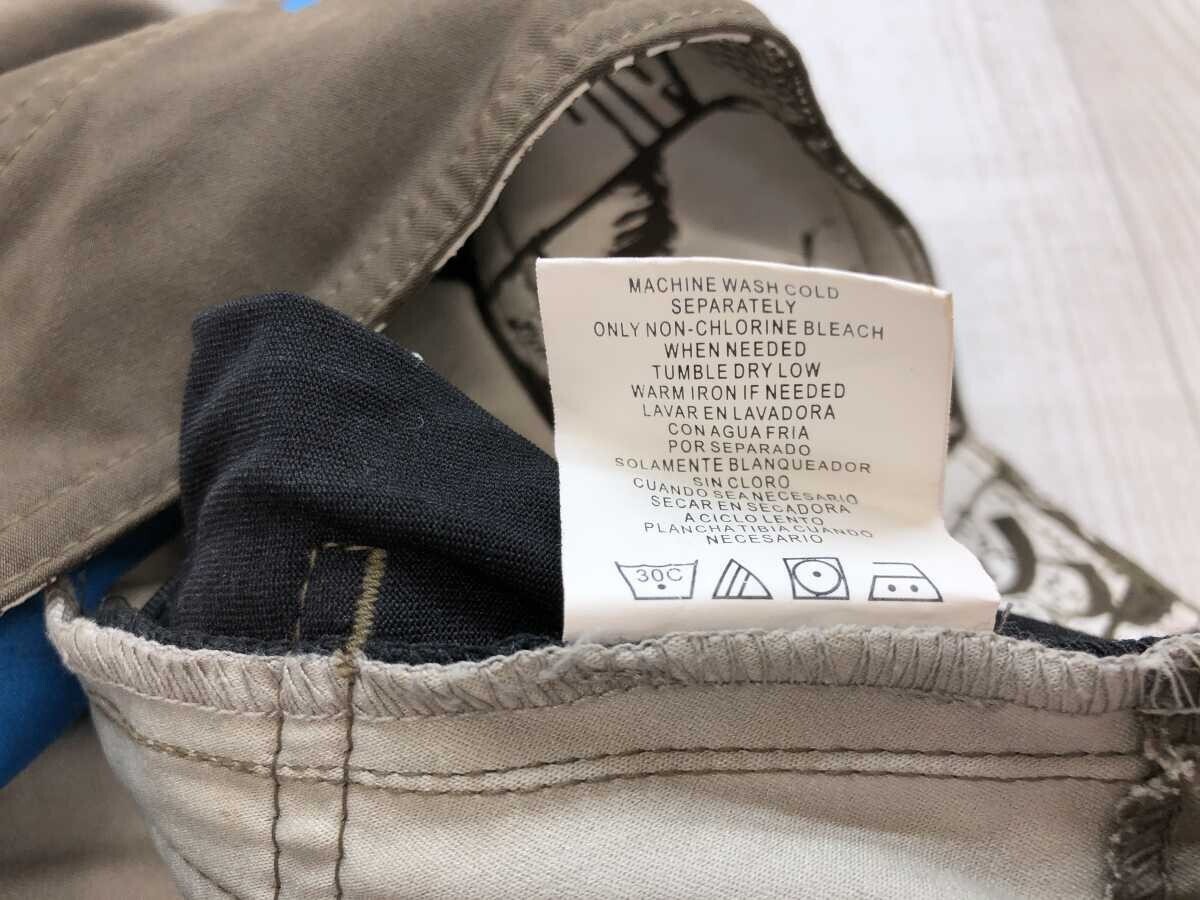 MACHINE WASH COLD
SEPARATELY
ONLY NON-CHLORINE BLEACH
WHEN NEEDED
TUMBLE DRY LOW
WARM IRON IF NEEDED
LAVAR EN LAVADORA
CON AGUA FRIA
POR SEPARADO
SOLAMENTE BLANQUEADOR
SIN CLORO
CUANDO SEA NECESARIO
SECAR EN SECADORA
A CICLO LENTO
PLANCHA TIBIA CUANDO
NECESARIO
30C